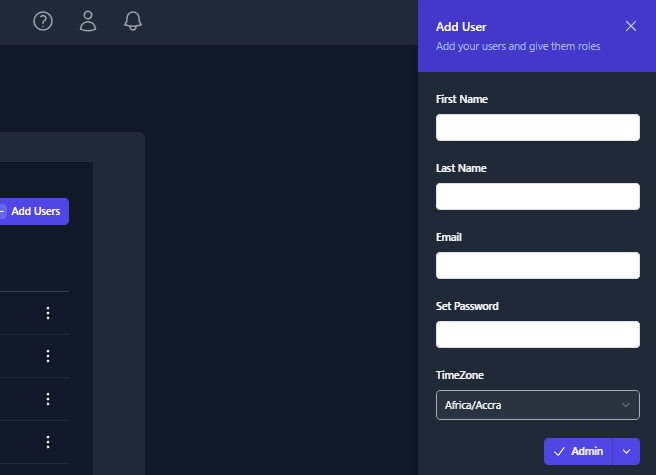 Add User
Add your users and give them roles
First Name
Last Name
Add Users
Email
Set Password
TimeZone
Africa/Accra
Admin